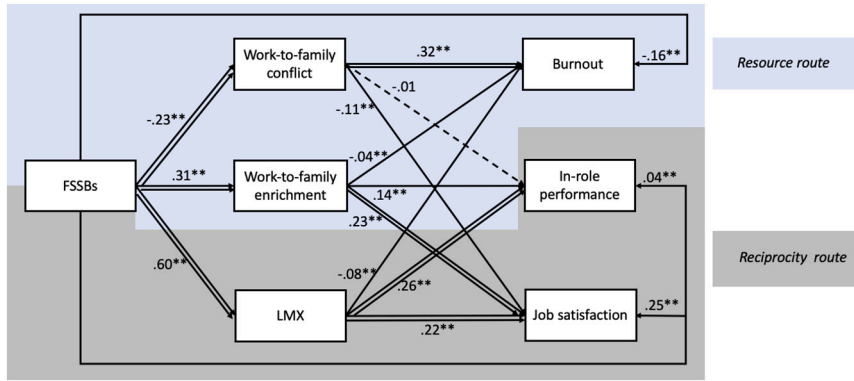 Work-to-family
conflict
.32**
Burnout
-.16**
Resource route
-.01
-.11**
-.23**
-.04**
FSSBs
.31**
Work-to-family
enrichment
.14**
In-role
performance
.04**
.23**
.60**
Reciprocity route
-.08**
.26**
LMX
.22**
Job satisfaction
.25**